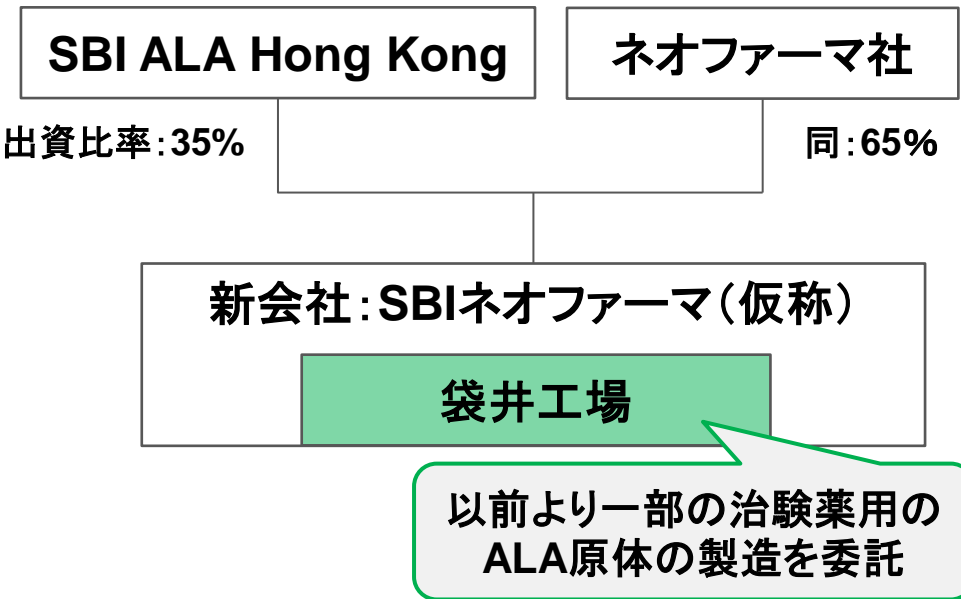 SBI ALA Hong Kong
ネオファーマ社
出資比率:35%
同:65%
新会社:SBIネオファーマ(仮称)
袋井工場
以前より一部の治験薬用の
ALA原体の製造を委託